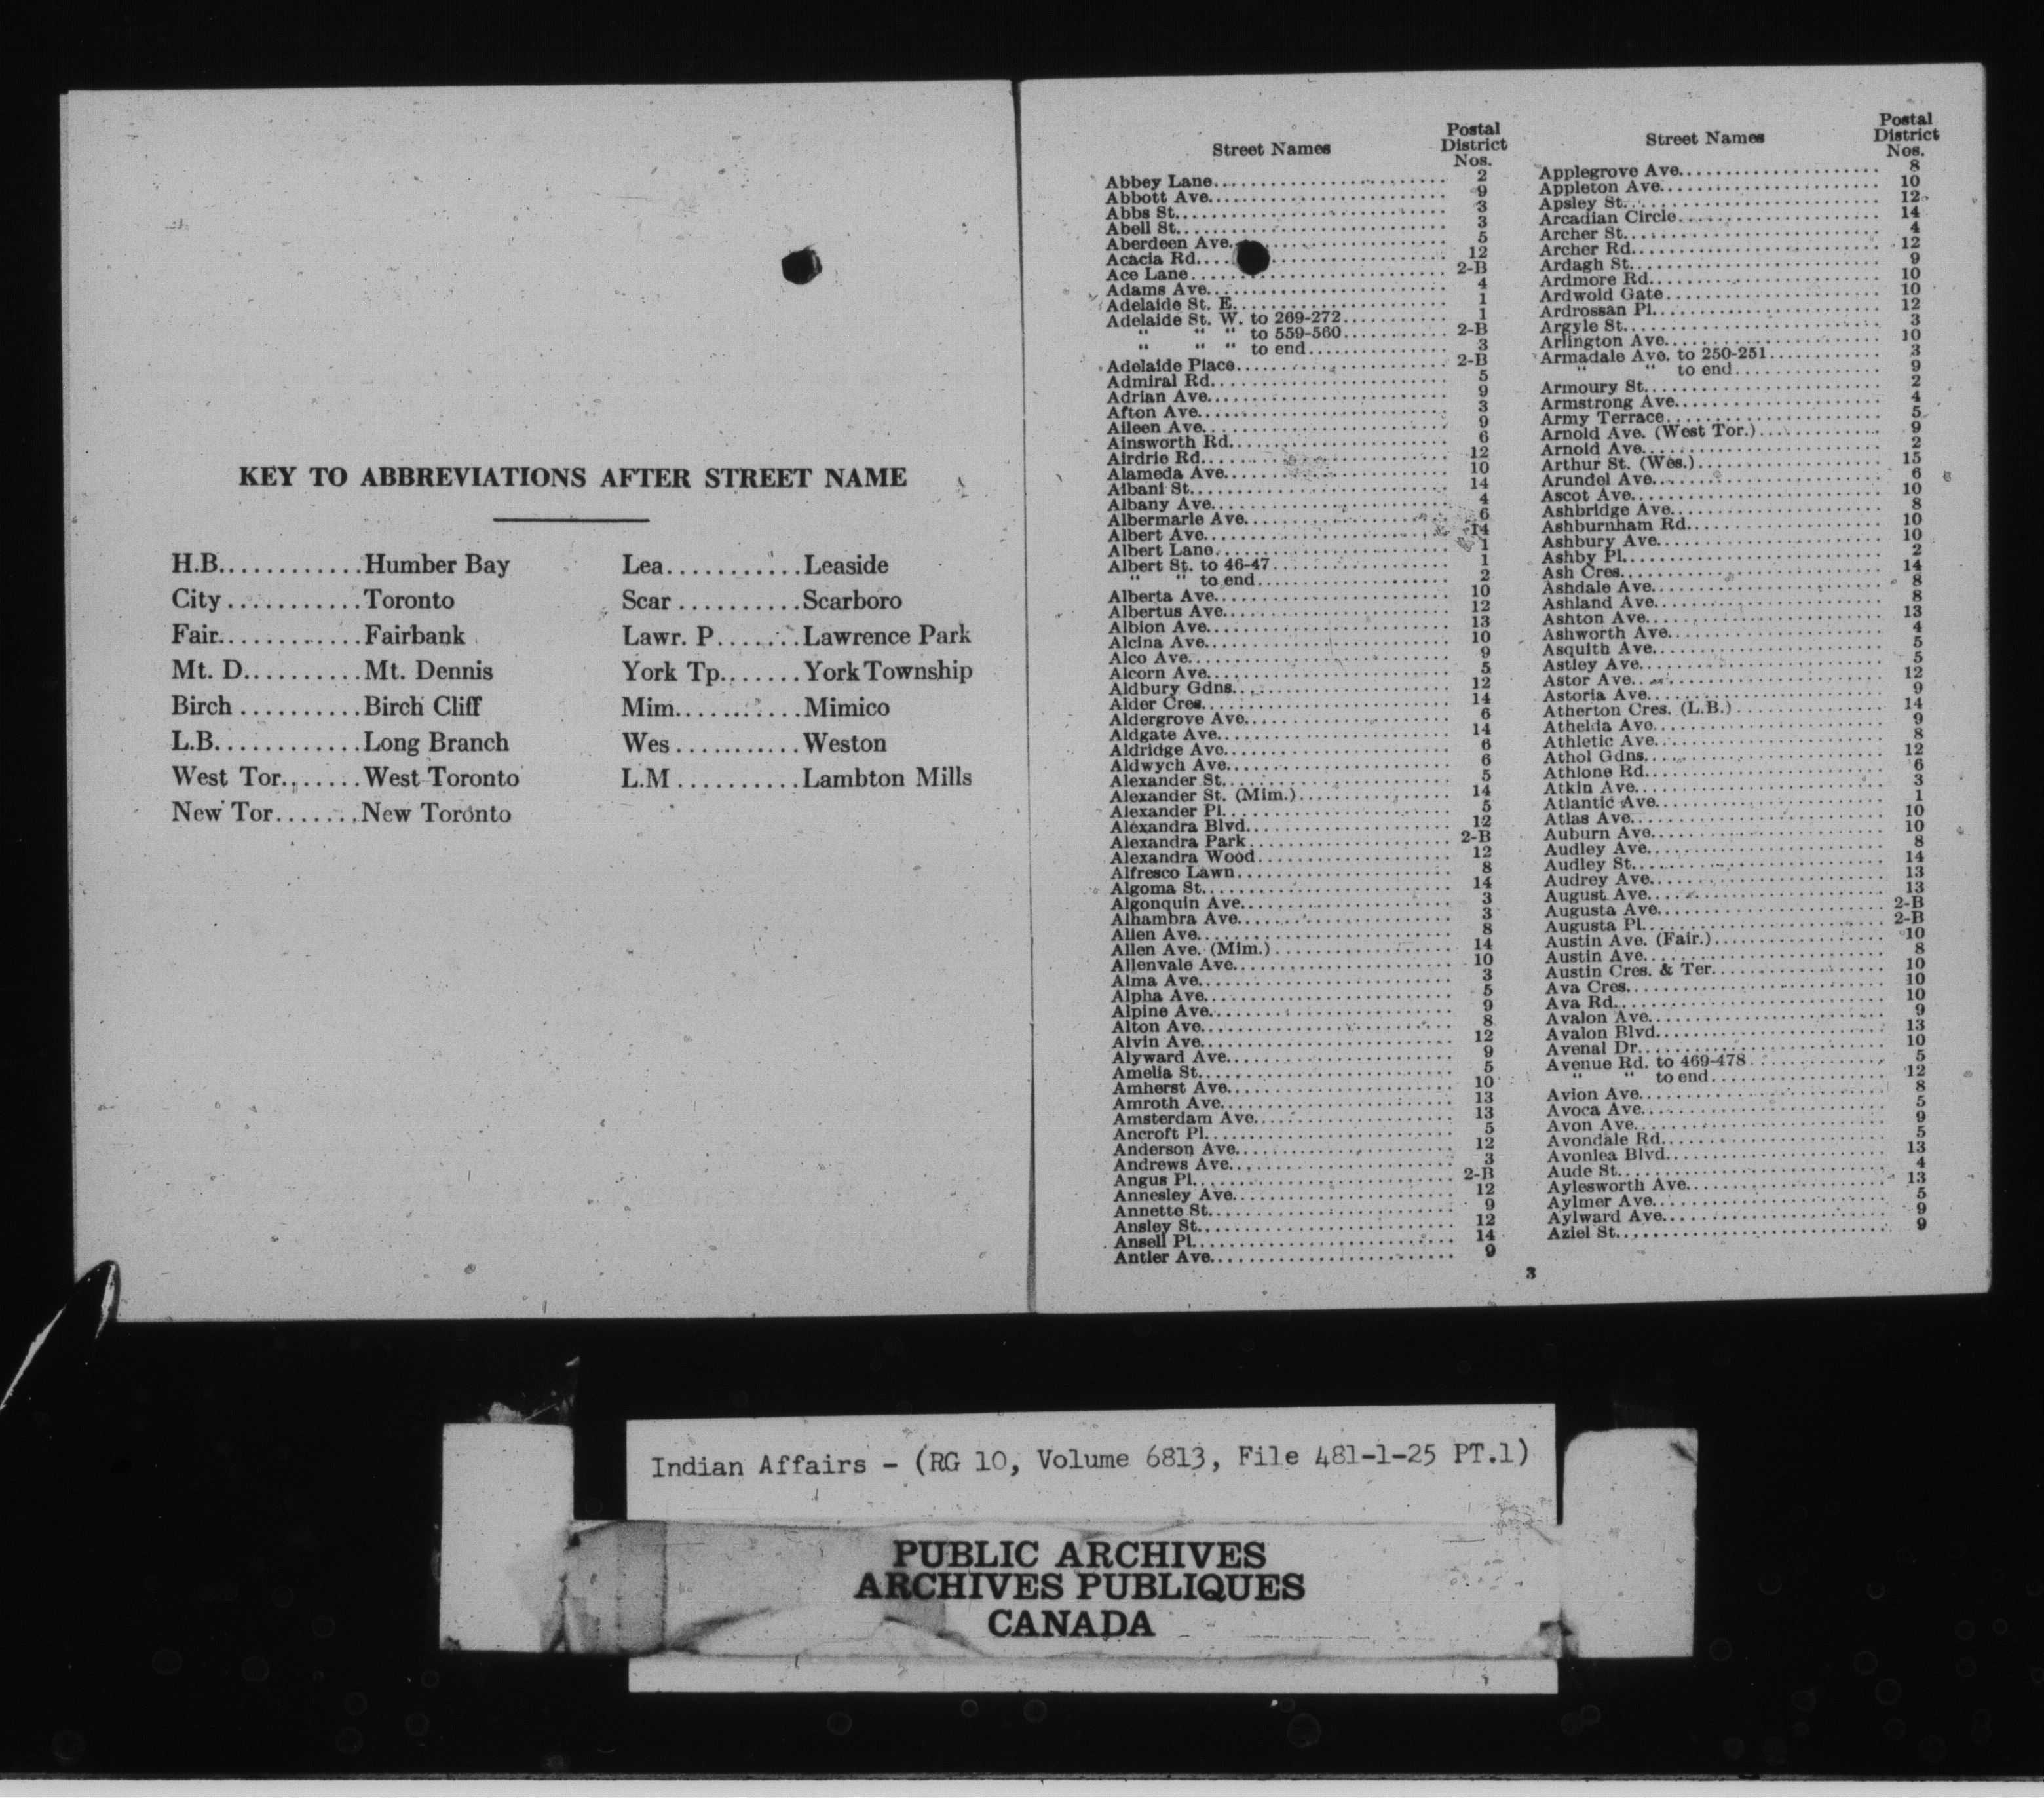 KEY TO ABBREVIATIONS AFTER STREET NAME
H.B............Humber Bay
City...........Toronto
Fair............Fairbank
Mt. D..........Mt. Dennis
Birch..........Birch Cliff
L.B............Long Branch
West Tor.......West Toronto
New Tor.......New Toronto
Lea...........Leaside
Scar..........Scarboro
Lawr. P.......Lawrence Park
York Tp.......York Township
Mim...........Mimico
Wes...........Weston
L.M..........Lambton Mills
Street Names
Postal
District
Nos.
Abbey Lane 2
Abbott Ave. 9
Abbs St. 3
Abell St. 3
Aberdeen Ave. 5
Acacia Rd. 12
Ace Lane 2-B
Adams Ave. 4
Adelaide St. E. 1
Adelaide St. W. to 269-272 1
" " " to 559-560 2-B
" " " to end 3
Adelaide Place 2-B
Admiral Rd. 5
Adrian Ave. 9
Afton Ave. 3
Aileen Ave. 9
Ainsworth Rd. 6
Airdrie Rd. 12
Alameda Ave. 10
Albani St. 14
Albany Ave. 4
Albermarle Ave. 6
Albert Ave. 14
Albert Lane 1
Albert St. to 46-47 1
" " to end 2
Alberta Ave. 10
Albertus Ave. 12
Albion Ave. 13
Alcina Ave. 10
Alco Ave. 9
Alcorn Ave. 5
Aldbury Gdns. 12
Alder Cres. 14
Aldergrove Ave. 6
Aldgate Ave. 14
Aldridge Ave. 6
Aldwych Ave. 6
Alexander St. 5
Alexander St. (Mim.) 14
Alexander Pl. 5
Alexandra Blvd. 12
Alexandra Park 2-B
Alexandra Wood 12
Alfresco Lawn 8
Algoma St. 14
Algonquin Ave. 3
Alhambra Ave. 3
Allen Ave. 8
Allen Ave. (Mim.) 14
Allenvale Ave. 10
Alma Ave. 3
Alpha Ave. 5
Alpine Ave. 9
Alton Ave. 8
Alvin Ave. 12
Alyward Ave. 9
Amelia St. 5
Amherst Ave. 10
Amroth Ave. 13
Amsterdam Ave. 13
Ancroft Pl. 5
Anderson Ave. 12
Andrews Ave. 3
Angus Pl. 2-B
Annesley Ave. 12
Annette St. 9
Ansley St. 12
Ansell Pl. 14
Antler Ave. 9
Street Names
Postal
District
Nos.
Applegrove Ave. 8
Appleton Ave. 10
Apsley St. 12
Arcadian Circle 14
Archer St. 4
Archer Rd. 12
Ardagh St. 9
Ardmore Rd. 10
Ardwold Gate 10
Ardrossan Pl. 12
Argyle St. 3
Arlington Ave. 10
Armadale Ave. to 250-251 3
" " to end 9
Armoury St. 2
Armstrong Ave. 4
Army Terrace 5
Arnold Ave. (West Tor.) 9
Arnold Ave. 2
Arthur St. (Wes.) 15
Arundel Ave. 6
Ascot Ave. 10
Ashbridge Ave. 8
Ashburnham Rd. 10
Ashbury Ave. 10
Ashby Pl. 2
Ash Cres. 14
Ashdale Ave. 8
Ashland Ave. 8
Ashton Ave. 13
Ashworth Ave. 4
Asquith Ave. 5
Astley Ave. 5
Astor Ave. 12
Astoria Ave. 9
Atherton Cres. (L.B.) 14
Athelda Ave. 9
Athletic Ave. 8
Athol Gdns. 12
Athlone Rd. 6
Atkin Ave. 3
Atlantic Ave. 1
Atlas Ave. 10
Auburn Ave. 10
Audley Ave. 8
Audley St. 14
Audrey Ave. 13
August Ave. 13
Augusta Ave. 2-B
Augusta Pl. 2-B
Austin Ave. (Fair.) 10
Austin Ave. 8
Austin Cres. & Ter. 10
Ava Cres. 10
Ava Rd. 10
Avalon Ave. 9
Avalon Blvd. 13
Avenal Dr. 10
Avenue Rd. to 469-478 5
" " to end 12
Avion Ave. 8
Avoca Ave. 5
Avon Ave. 9
Avondale Rd. 5
Avonlea Blvd. 13
Aude St. 4
Aylesworth Ave. 13
Aylmer Ave. 5
Aylward Ave. 9
Aziel St. 9
3
Indian Affairs - (RG 10, Volume 6813, File 481-1-25 PT.1)
PUBLIC ARCHIVES
ARCHIVES PUBLIQUES
CANADA